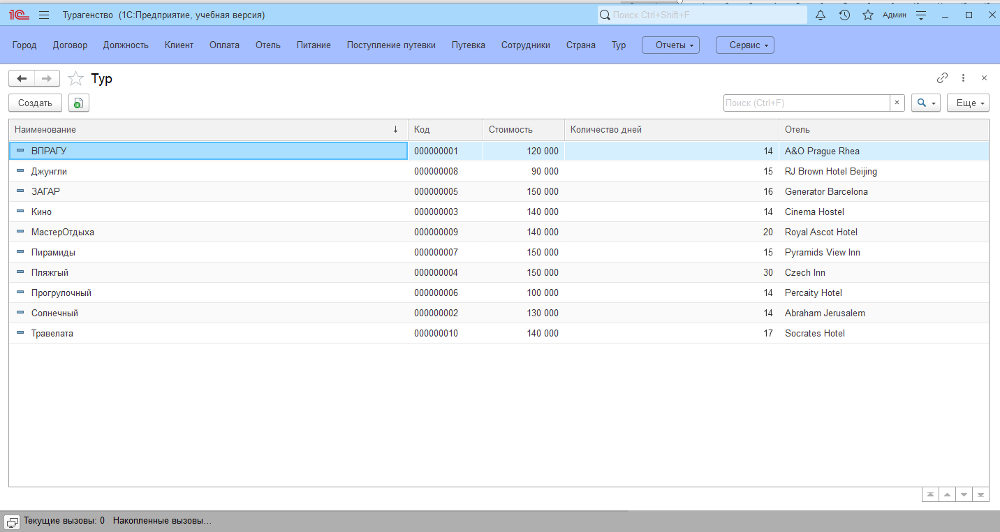 1С Турагенство (1С:Предприятие, учебная версия) Поиск Ctrl+Shift+F Админ
Город Договор Должность Клиент Оплата Отель Питание Поступление путевки Путевка Сотрудники Страна Тур Отчеты Сервис
Тур
Создать Поиск (Ctrl+F) × Еще
Наименование ↓ Код Стоимость Количество дней Отель
ВПРАГУ 000000001 120 000 14 A&O Prague Rhea
Джунгли 000000008 90 000 15 RJ Brown Hotel Beijing
ЗАГАР 000000005 150 000 16 Generator Barcelona
Кино 000000003 140 000 14 Cinema Hostel
МастерОтдыха 000000009 140 000 20 Royal Ascot Hotel
Пирамиды 000000007 150 000 15 Pyramids View Inn
Пляжгый 000000004 150 000 30 Czech Inn
Прогрулочный 000000006 100 000 14 Percaity Hotel
Солнечный 000000002 130 000 14 Abraham Jerusalem
Травелата 000000010 140 000 17 Socrates Hotel
Текущие вызовы: 0 Накопленные вызовы...